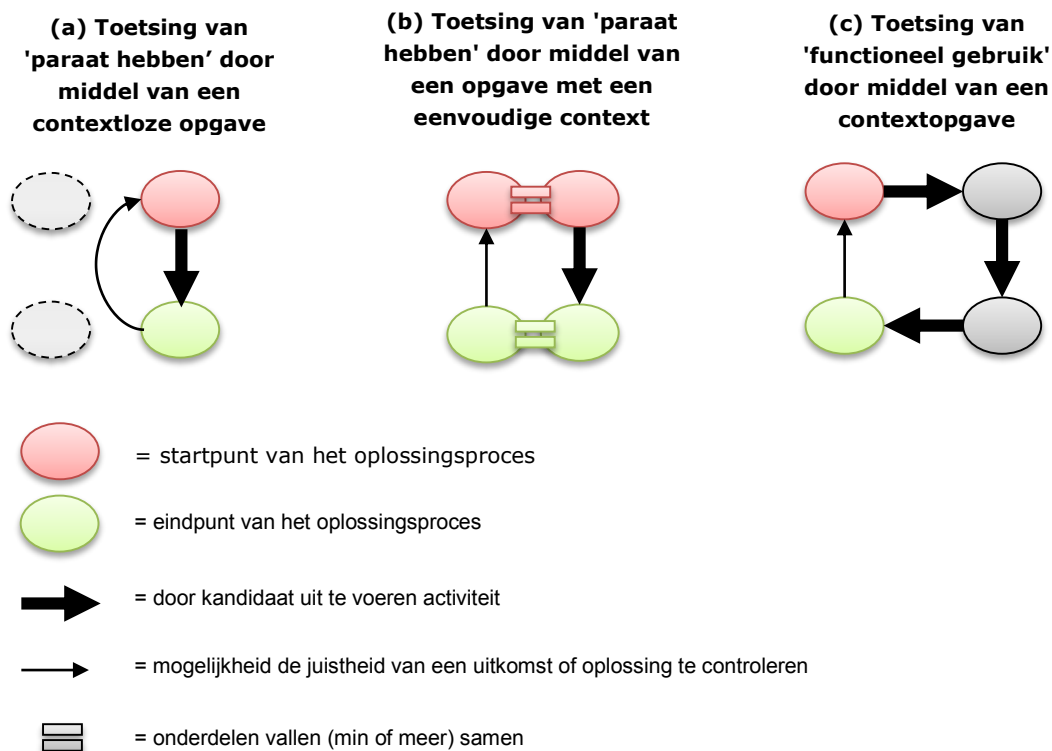 (a) Toetsing van
'paraat hebben’ door
middel van een
contextloze opgave
(b) Toetsing van 'paraat
hebben' door middel van
een opgave met een
eenvoudige context
(c) Toetsing van
'functioneel gebruik'
door middel van een
contextopgave
= startpunt van het oplossingsproces
= eindpunt van het oplossingsproces
= door kandidaat uit te voeren activiteit
= mogelijkheid de juistheid van een uitkomst of oplossing te controleren
= onderdelen vallen (min of meer) samen